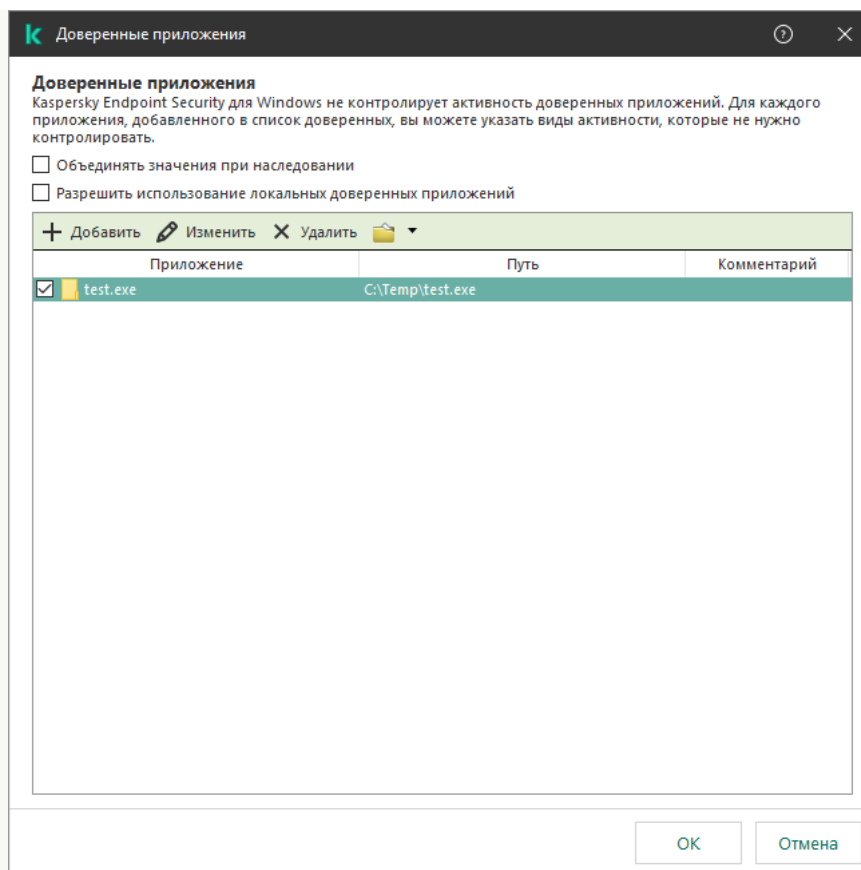 Доверенные приложения
Доверенные приложения
Kaspersky Endpoint Security для Windows не контролирует активность доверенных приложений. Для каждого
приложения, добавленного в список доверенных, вы можете указать виды активности, которые не нужно
контролировать.
Объединять значения при наследовании
Разрешить использование локальных доверенных приложений
Добавить Изменить Удалить
Приложение Путь Комментарий
test.exe C:\Temp\test.exe
ОК Отмена